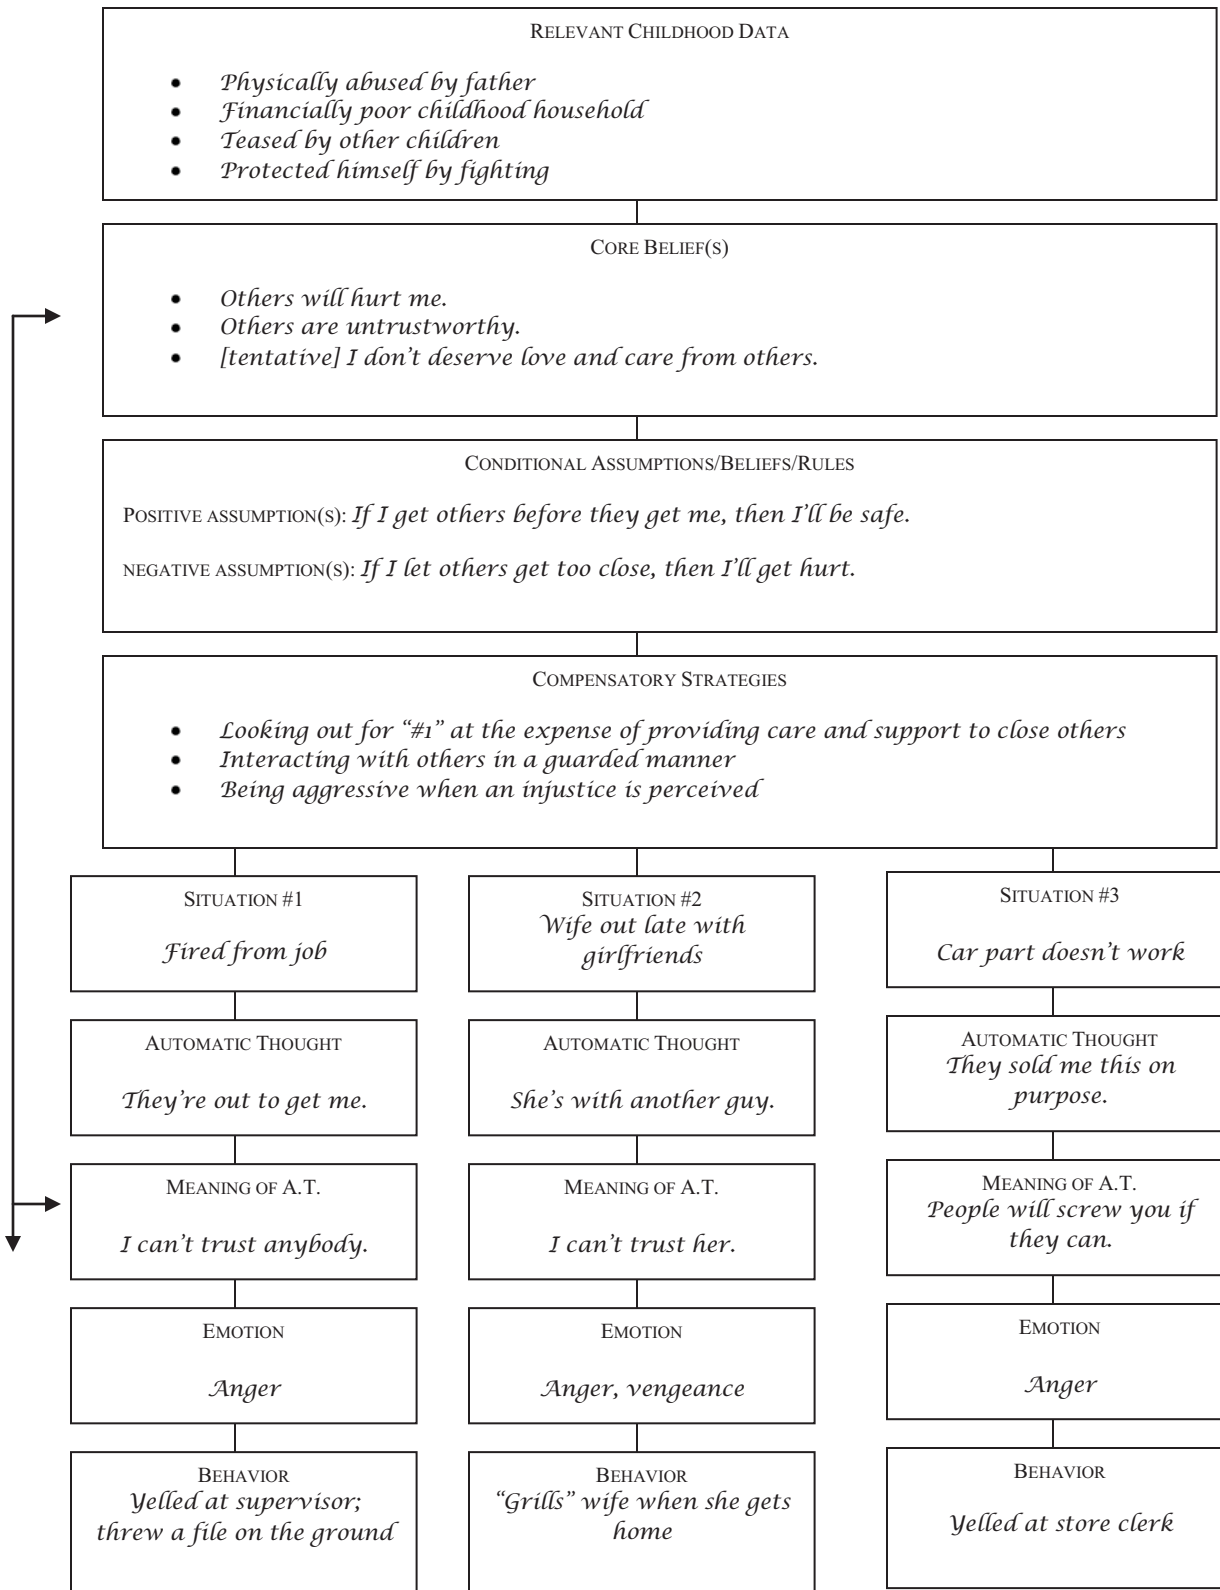 RELEVANT CHILDHOOD DATA
• Physically abused by father
• Financially poor childhood household
• Teased by other children
• Protected himself by fighting
CORE BELIEF(S)
• Others will hurt me.
• Others are untrustworthy.
• [tentative] I don't deserve love and care from others.
CONDITIONAL ASSUMPTIONS/BELIEFS/RULES
POSITIVE ASSUMPTION(S): If I get others before they get me, then I'll be safe.
NEGATIVE ASSUMPTION(S): If I let others get too close, then I'll get hurt.
COMPENSATORY STRATEGIES
• Looking out for “#1” at the expense of providing care and support to close others
• Interacting with others in a guarded manner
• Being aggressive when an injustice is perceived
SITUATION #1
Fired from job
SITUATION #2
Wife out late with
girlfriends
SITUATION #3
Car part doesn't work
AUTOMATIC THOUGHT
They're out to get me.
AUTOMATIC THOUGHT
She's with another guy.
AUTOMATIC THOUGHT
They sold me this on
purpose.
MEANING OF A.T.
I can't trust anybody.
MEANING OF A.T.
I can't trust her.
MEANING OF A.T.
People will screw you if
they can.
EMOTION
Anger
EMOTION
Anger, vengeance
EMOTION
Anger
BEHAVIOR
Yelled at supervisor;
threw a file on the ground
BEHAVIOR
“Grills” wife when she gets
home
BEHAVIOR
Yelled at store clerk